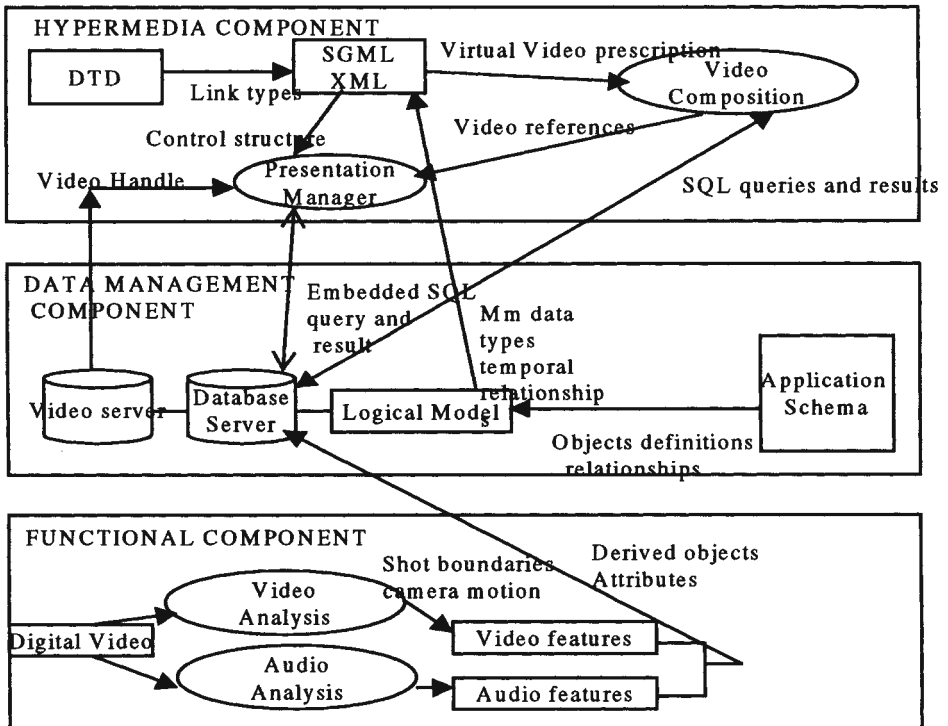 HYPERMEDIA COMPONENT
DTD
SGML
XML
Link types
Virtual Video prescription
Video
Composition
Control structure
Video references
Video Handle
Presentation
Manager
SQL queries and results
DATA MANAGEMENT
COMPONENT
Embedded SQL
query and
result
Mm data
types
temporal
relationship
Video server
Database
Server
Logical Models
Application
Schema
Objects definitions
relationships
FUNCTIONAL COMPONENT
Shot boundaries
camera motion
Derived objects
Attributes
Video
Analysis
Digital Video
Audio
Analysis
Video features
Audio features